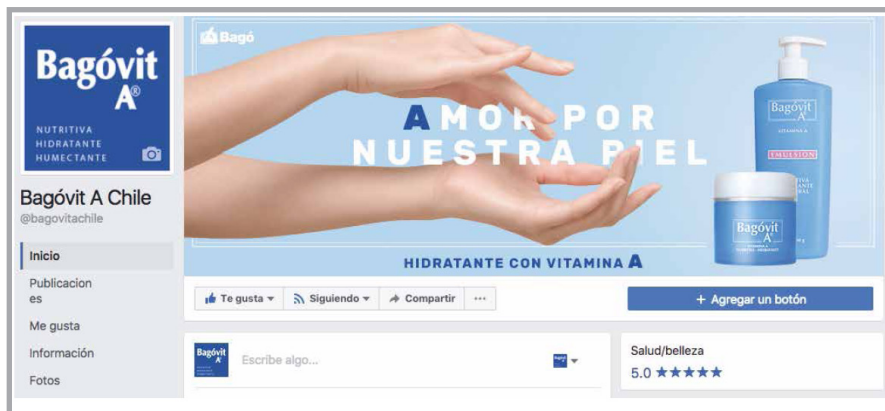 Bagóvit
A®
NUTRITIVA
HIDRATANTE
HUMECTANTE
Bagó
AMOR POR
NUESTRA PIEL
HIDRATANTE CON VITAMINA A
Bagóvit
A
VITAMINA A
EMULSION
Bagóvit
A
Bagóvit A Chile
@bagovitachile
Inicio
Publicacion
es
Me gusta
Información
Fotos
Te gusta
Siguiendo
Compartir
...
+ Agregar un botón
Bagóvit
A
Escribe algo...
Salud/belleza
5.0 ★★★★★